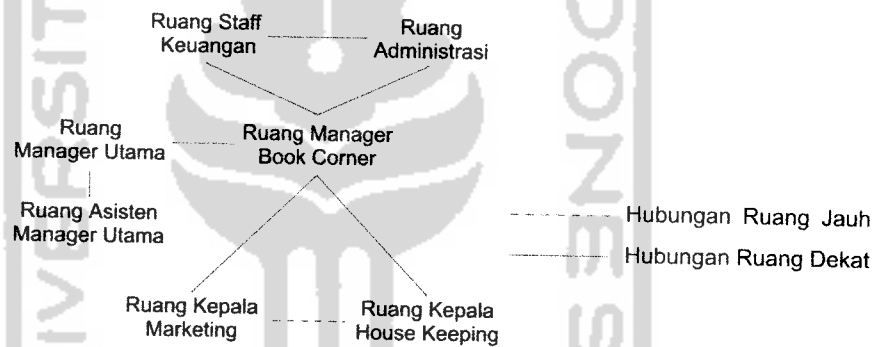 Ruang Staff
Keuangan
Ruang
Administrasi
Ruang
Manager Utama
Ruang Manager
Book Corner
Ruang Asisten
Manager Utama
Hubungan Ruang Jauh
Hubungan Ruang Dekat
Ruang Kepala
Marketing
Ruang Kepala
House Keeping